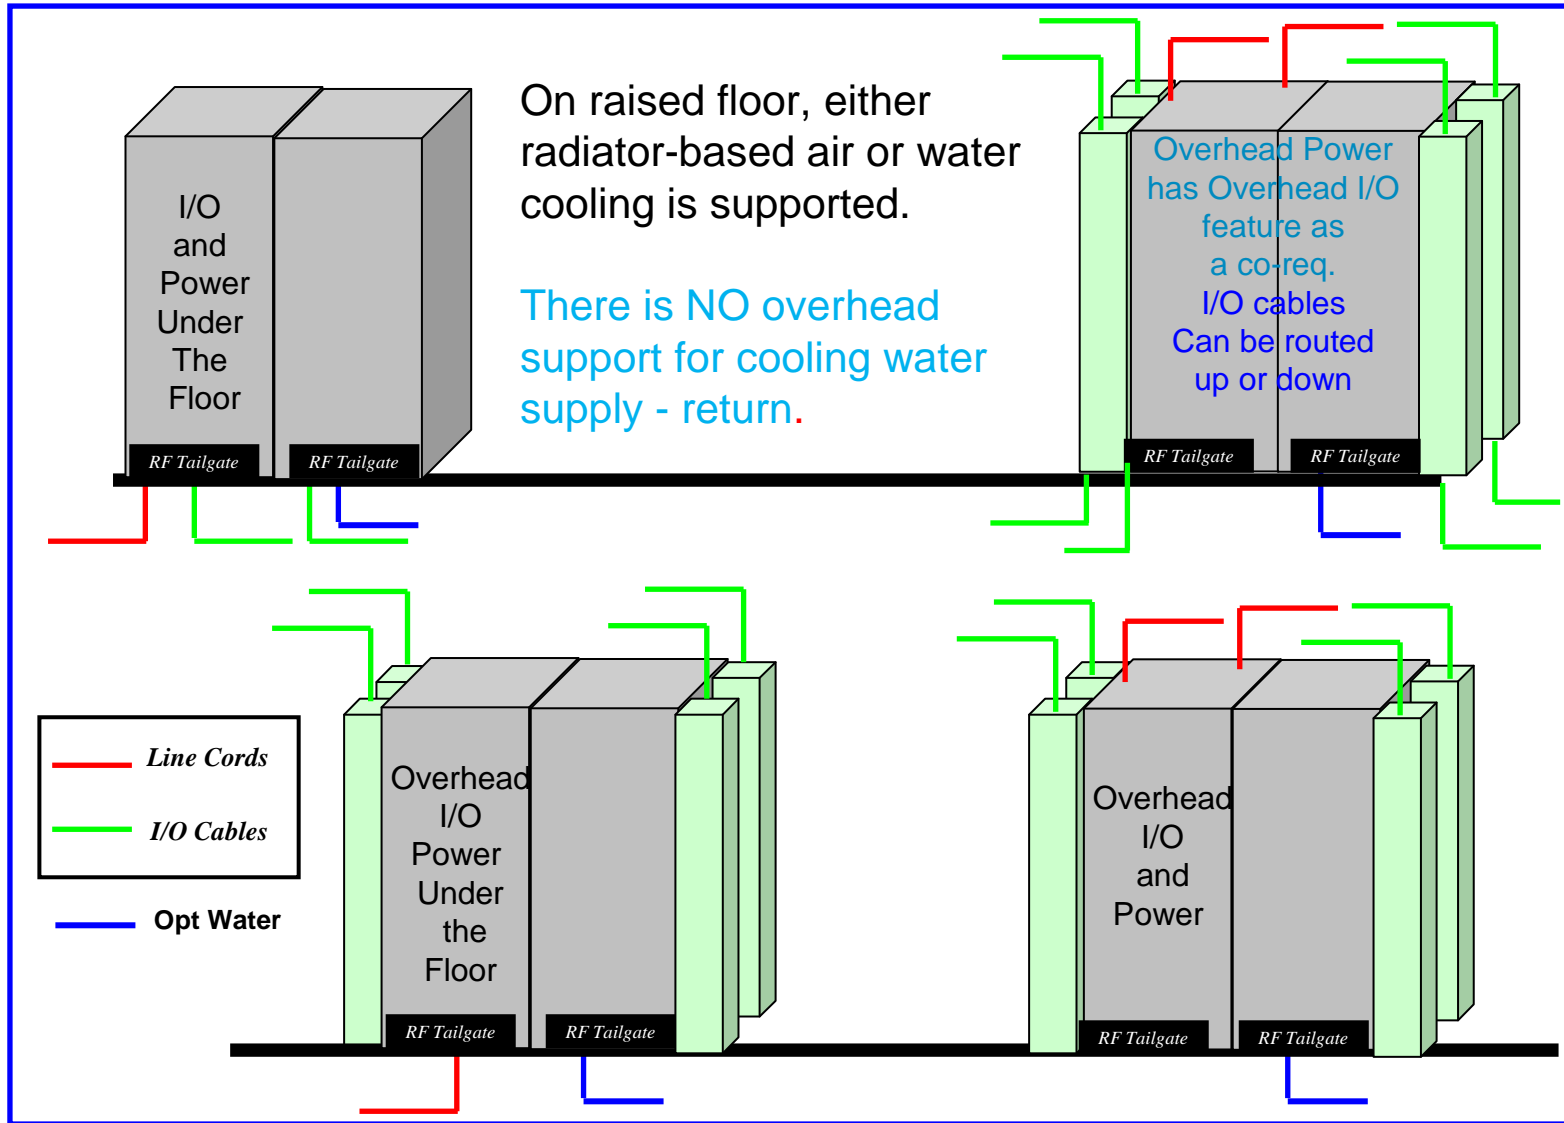 On raised floor, either
radiator-based air or water
cooling is supported.
There is NO overhead
support for cooling water
supply - return.
I/O
and
Power
Under
The
Floor
RF Tailgate
RF Tailgate
Overhead Power
has Overhead I/O
feature as
a co-req.
I/O cables
Can be routed
up or down
RF Tailgate
RF Tailgate
Line Cords
I/O Cables
Opt Water
Overhead
I/O
Power
Under
the
Floor
RF Tailgate
RF Tailgate
Overhead
I/O
and
Power
RF Tailgate
RF Tailgate